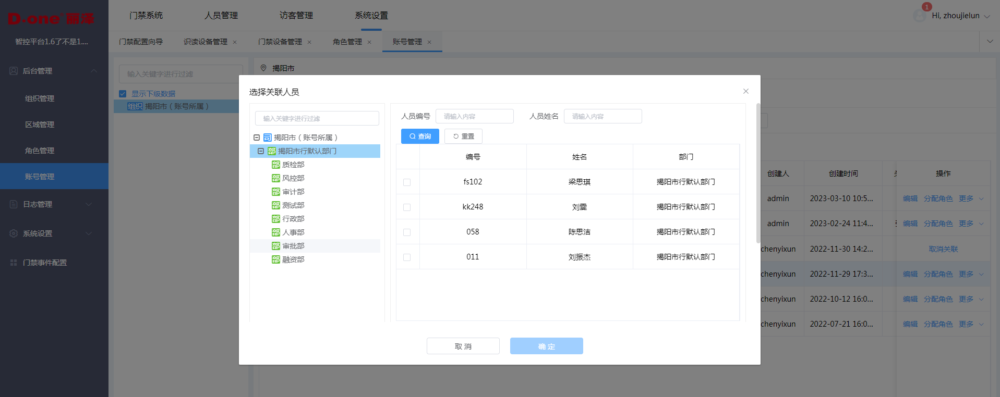 D-one 丽泽
智控平台1.6了不是1....
后台管理
组织管理
区域管理
角色管理
账号管理
日志管理
系统设置
门禁事件配置
门禁系统 人员管理 访客管理 系统设置
1
Hi, zhoujielun
门禁配置向导 识读设备管理 × 门禁设备管理 × 角色管理 × 账号管理 ×
输入关键字进行过滤
显示下级数据
组织 揭阳市（账号所属）
揭阳市
选择关联人员 ×
输入关键字进行过滤
司 揭阳市（账号所属）
部 揭阳市行默认部门
部 质检部
部 风控部
部 审计部
部 测试部
部 行政部
部 人事部
部 审批部
部 融资部
人员编号 请输入内容 人员姓名 请输入内容
查询 重置
编号 姓名 部门
fs102 梁思琪 揭阳市行默认部门
kk248 刘雯 揭阳市行默认部门
058 陈思洁 揭阳市行默认部门
011 刘振杰 揭阳市行默认部门
取 消 确 定
创建人 创建时间 操作
admin 2023-03-10 10:5... 编辑 分配角色 更多
admin 2023-02-24 11:4... 编辑 分配角色 更多
chenyixun 2022-11-30 14:2... 取消关联
chenyixun 2022-11-29 17:3... 编辑 分配角色 更多
chenyixun 2022-10-12 16:0... 编辑 分配角色 更多
chenyixun 2022-07-21 16:0... 编辑 分配角色 更多